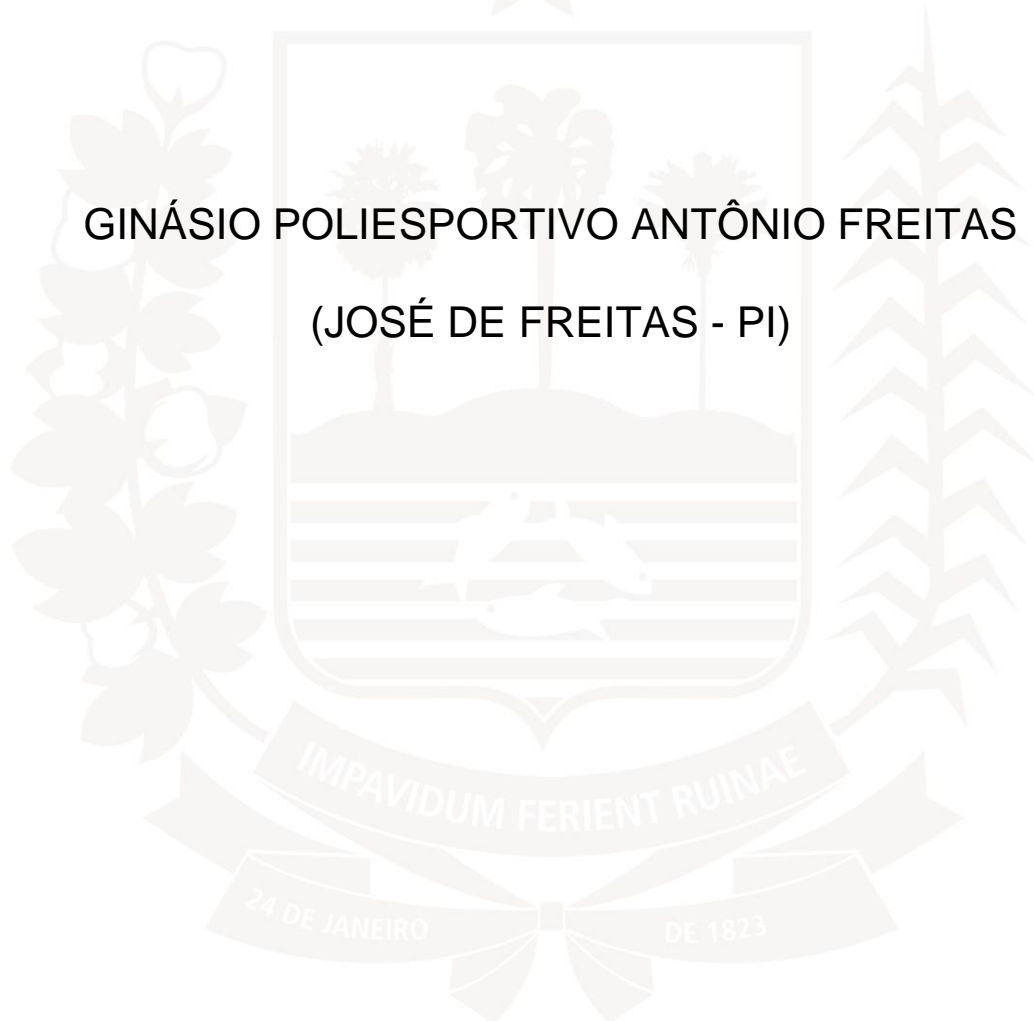 GINÁSIO POLIESPORTIVO ANTÔNIO FREITAS
(JOSÉ DE FREITAS - PI)
IMPAVIDUM FERIENT RUINAE
24 DE JANEIRO DE 1823